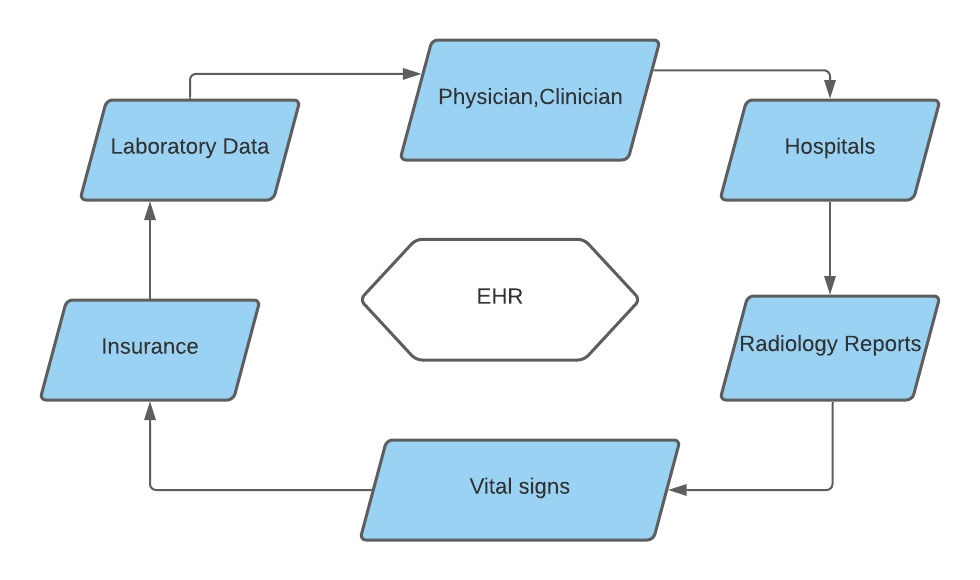 Physician,Clinician
Laboratory Data
Hospitals
EHR
Insurance
Radiology Reports
Vital signs